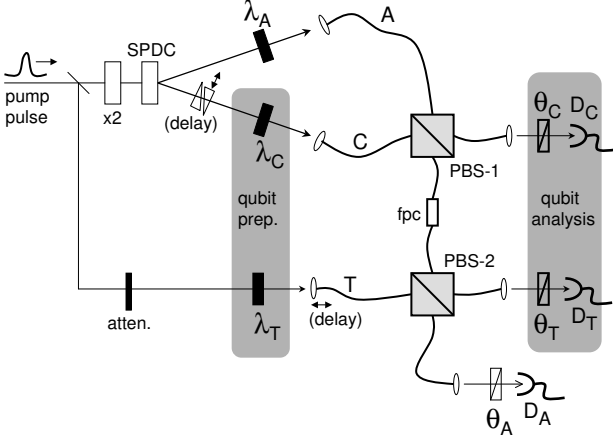 λA
A
SPDC
pump
pulse
x2
(delay)
λC
C
θC
DC
PBS-1
qubit
prep.
fpc
qubit
analysis
PBS-2
T
atten.
λT
(delay)
θT
DT
θA
DA